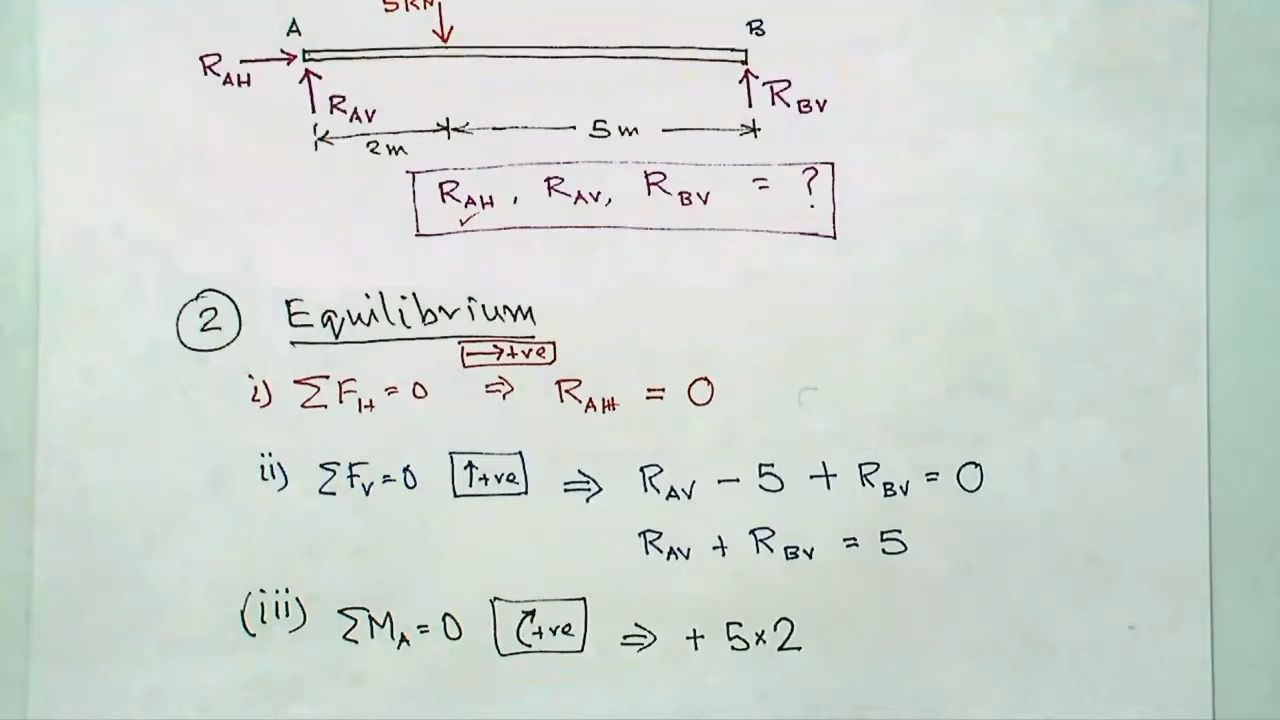 5KN
A B
R_AH R_AV R_BV
2m 5m
R_AH, R_AV, R_BV = ?
2 Equilibrium
→+ve
i) ΣF_H = 0 ⇒ R_AH = 0
ii) ΣF_V = 0 ↑+ve ⇒ R_AV - 5 + R_BV = 0
R_AV + R_BV = 5
(iii) ΣM_A = 0 ↻+ve ⇒ + 5×2